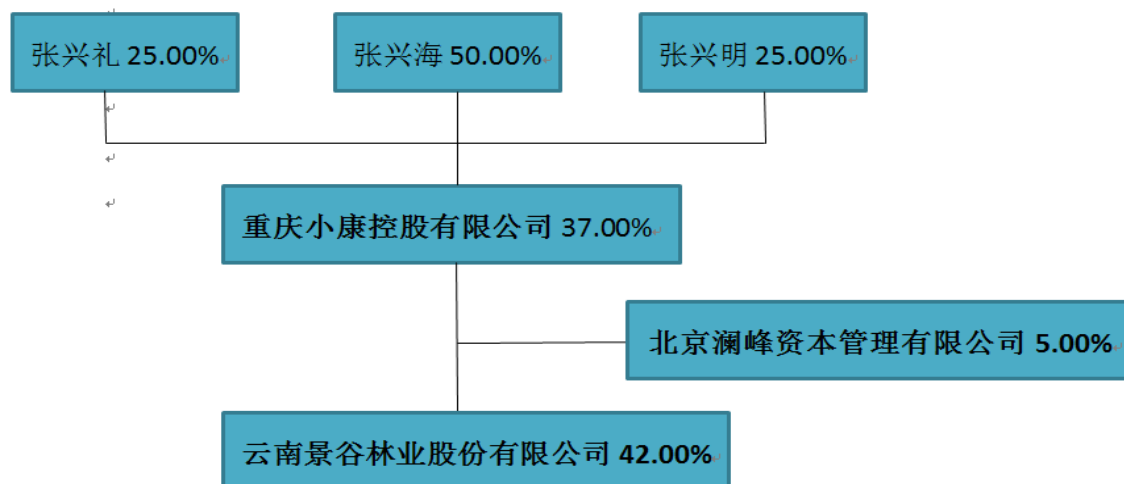 张兴礼 25.00%
张兴海 50.00%
张兴明 25.00%
重庆小康控股有限公司 37.00%
北京澜峰资本管理有限公司 5.00%
云南景谷林业股份有限公司 42.00%